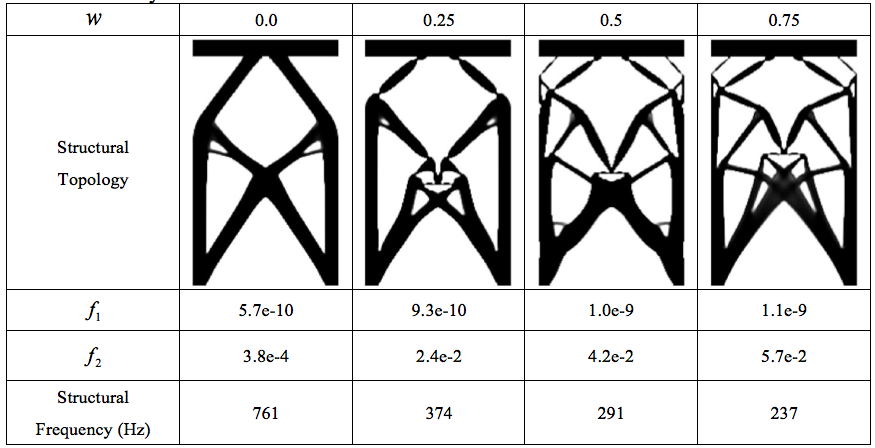 w 0.0 0.25 0.5 0.75
Structural
Topology
f₁ 5.7e-10 9.3e-10 1.0e-9 1.1e-9
f₂ 3.8e-4 2.4e-2 4.2e-2 5.7e-2
Structural
Frequency (Hz) 761 374 291 237